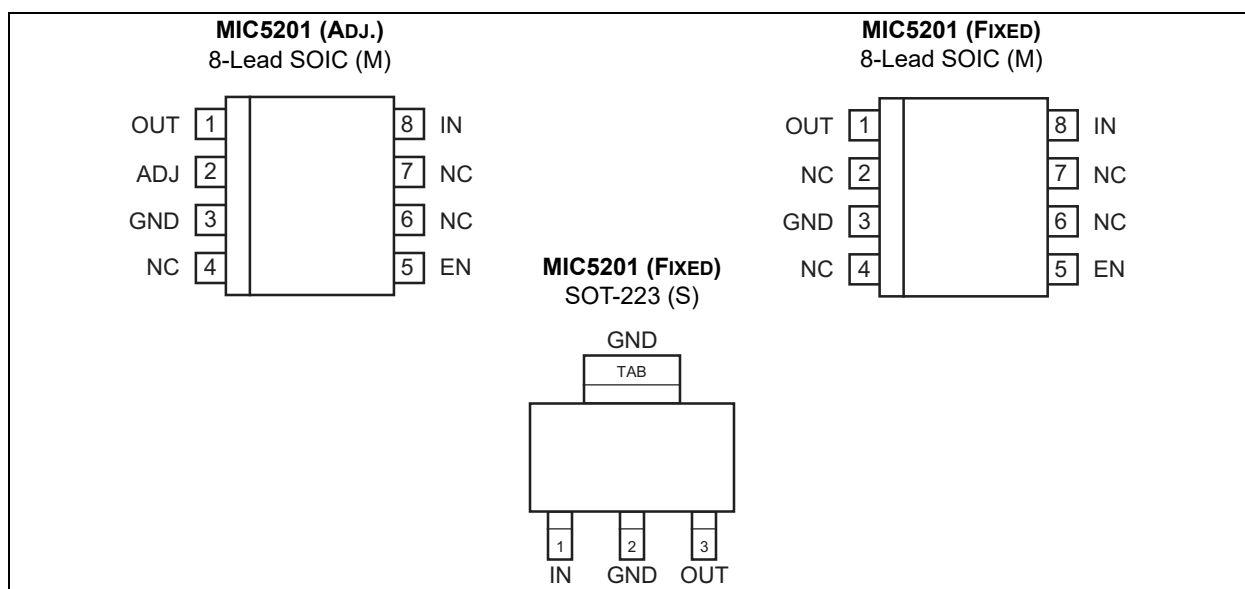 MIC5201 (ADJ.)
8-Lead SOIC (M)
OUT 1 8 IN
ADJ 2 7 NC
GND 3 6 NC
NC 4 5 EN
MIC5201 (FIXED)
8-Lead SOIC (M)
OUT 1 8 IN
NC 2 7 NC
GND 3 6 NC
NC 4 5 EN
MIC5201 (FIXED)
SOT-223 (S)
GND
TAB
1 2 3
IN GND OUT